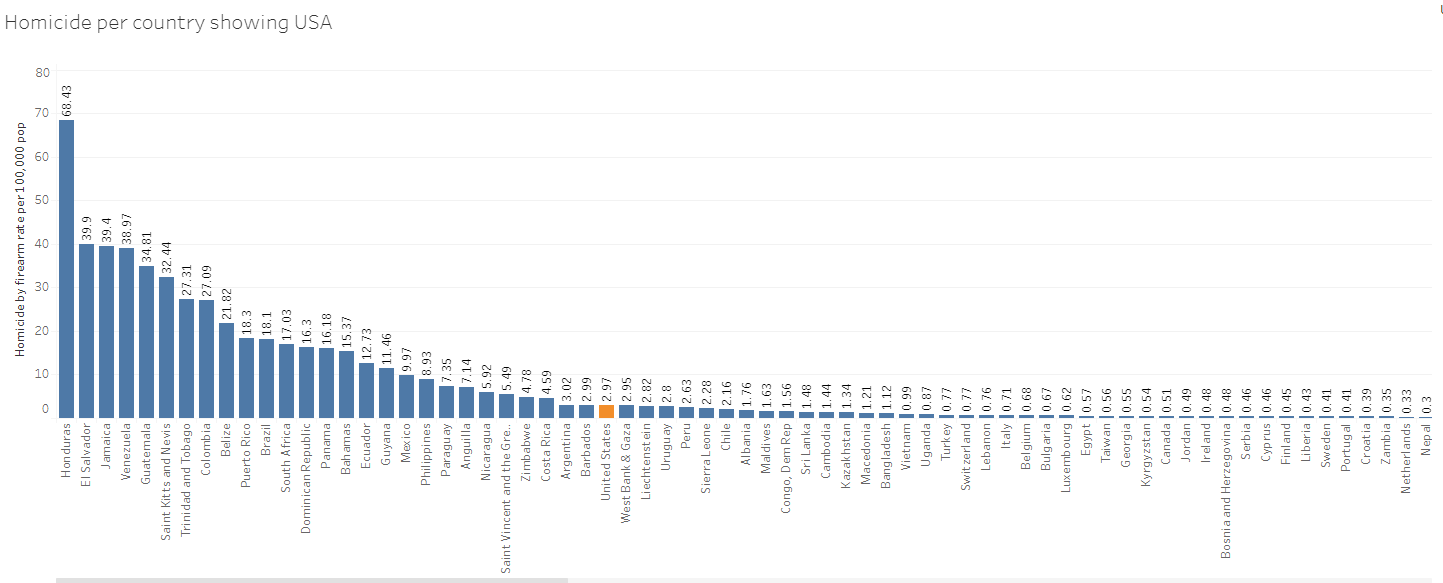 Homicide per country showing USA
Homicide by firearm rate per 100,000 pop
80
70
60
50
40
30
20
10
0
68.43
39.9
39.4
38.97
34.81
32.44
27.31
27.09
21.82
18.3
18.1
17.03
16.3
16.18
15.37
12.73
11.46
9.97
8.93
7.35
7.14
5.92
5.49
4.78
4.59
3.02
2.99
2.97
2.95
2.82
2.8
2.63
2.28
2.16
1.76
1.63
1.56
1.48
1.44
1.34
1.21
1.12
0.99
0.87
0.77
0.77
0.76
0.71
0.68
0.67
0.62
0.57
0.56
0.55
0.54
0.51
0.49
0.48
0.48
0.46
0.46
0.45
0.43
0.41
0.41
0.39
0.35
0.33
0.3
Honduras
El Salvador
Jamaica
Venezuela
Guatemala
Saint Kitts and Nevis
Trinidad and Tobago
Colombia
Belize
Puerto Rico
Brazil
South Africa
Dominican Republic
Panama
Bahamas
Ecuador
Guyana
Mexico
Philippines
Paraguay
Anguilla
Nicaragua
Saint Vincent and the Gre..
Zimbabwe
Costa Rica
Argentina
Barbados
United States
West Bank & Gaza
Liechtenstein
Uruguay
Peru
Sierra Leone
Chile
Albania
Maldives
Congo, Dem Rep
Sri Lanka
Cambodia
Kazakhstan
Macedonia
Bangladesh
Vietnam
Uganda
Turkey
Switzerland
Lebanon
Italy
Belgium
Bulgaria
Luxembourg
Egypt
Taiwan
Georgia
Kyrgyzstan
Canada
Jordan
Ireland
Bosnia and Herzegovina
Serbia
Cyprus
Finland
Liberia
Sweden
Portugal
Croatia
Zambia
Netherlands
Nepal